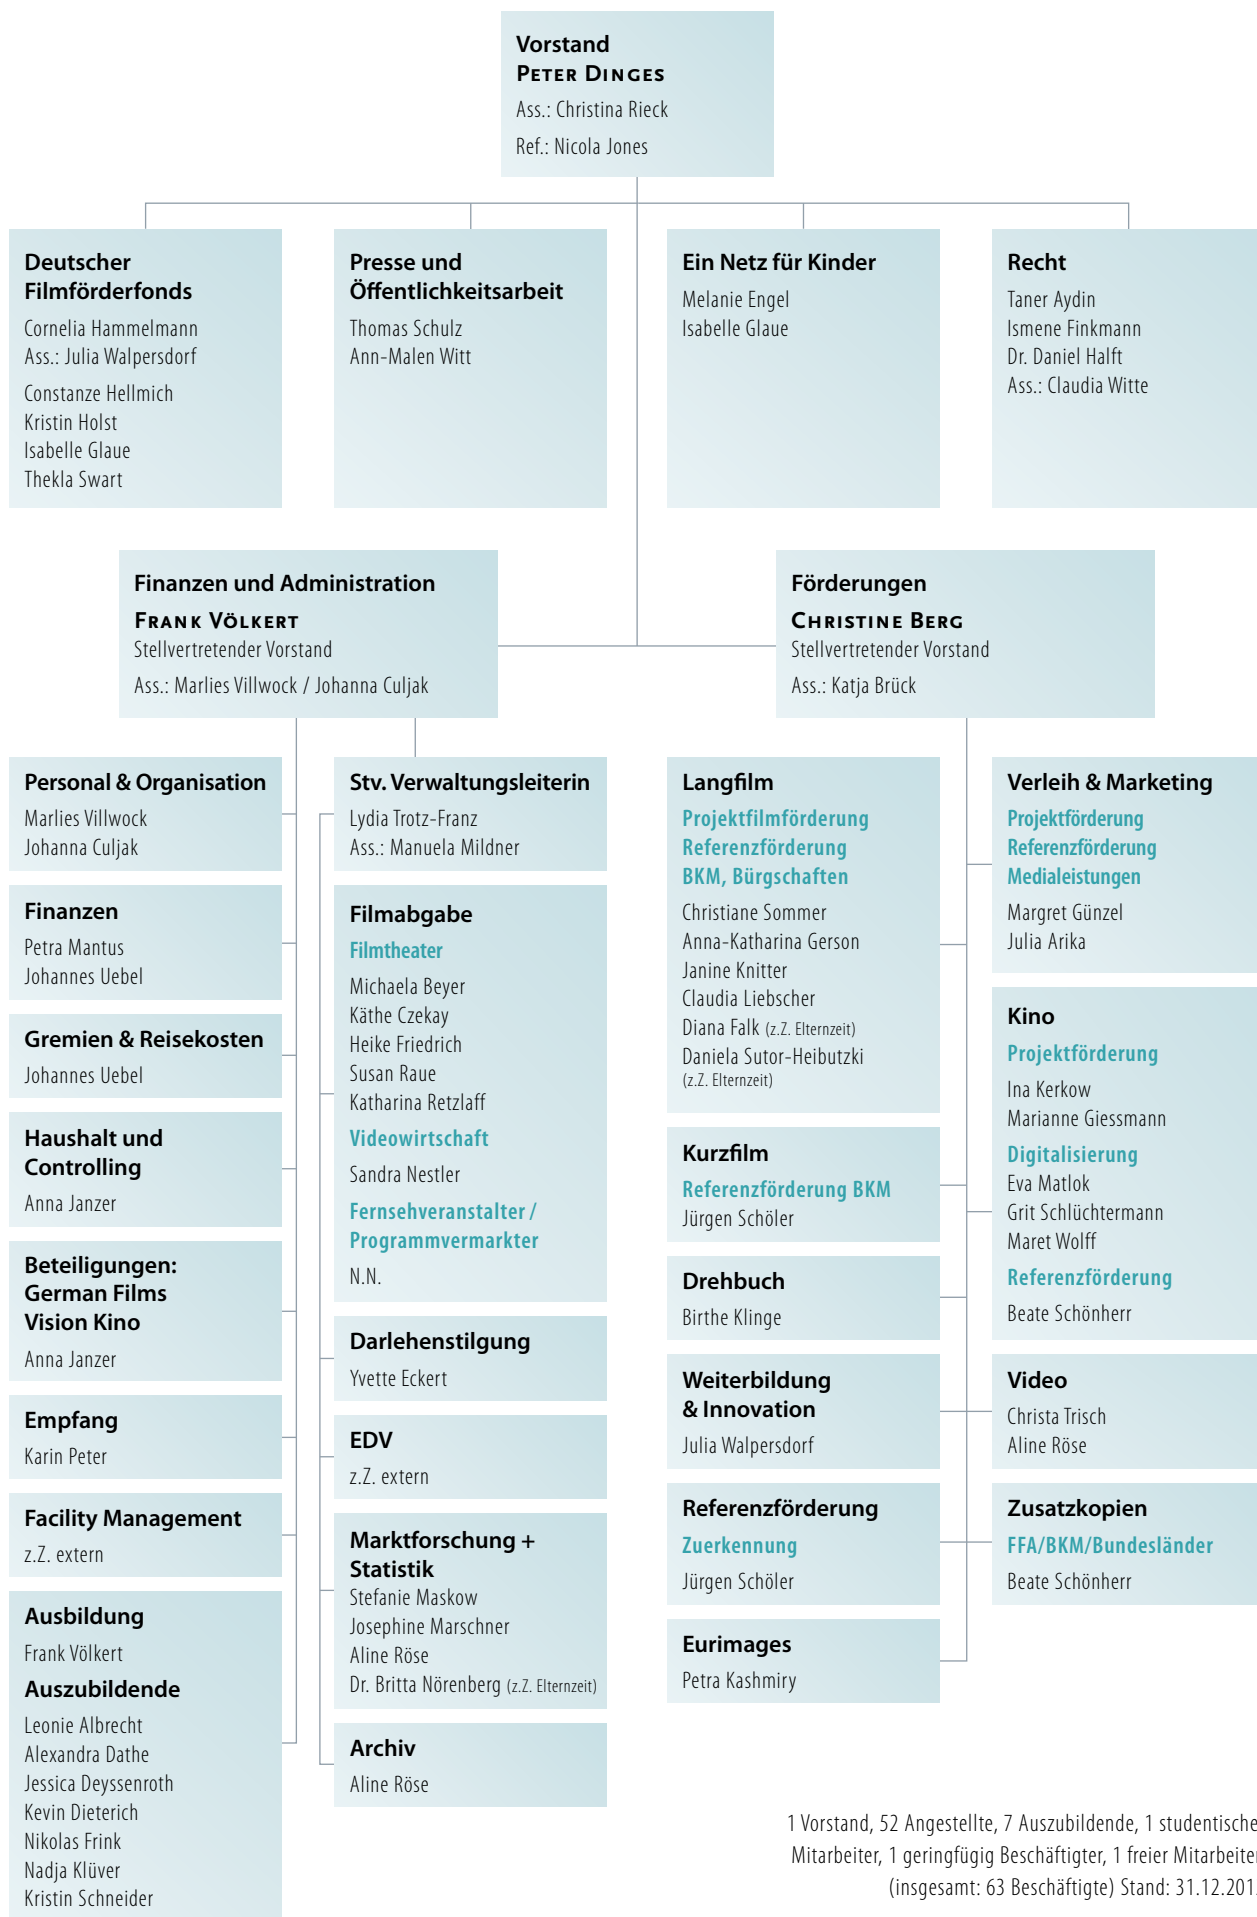 Vorstand
Peter Dinges
Ass.: Christina Rieck
Ref.: Nicola Jones
Deutscher
Filmförderfonds
Cornelia Hammelmann
Ass.: Julia Walpersdorf
Constanze Hellmich
Kristin Holst
Isabelle Glaue
Thekla Swart
Presse und
Öffentlichkeitsarbeit
Thomas Schulz
Ann-Malen Witt
Ein Netz für Kinder
Melanie Engel
Isabelle Glaue
Recht
Taner Aydin
Ismene Finkmann
Dr. Daniel Halft
Ass.: Claudia Witte
Finanzen und Administration
Frank Völkert
Stellvertretender Vorstand
Ass.: Marlies Villwock / Johanna Culjak
Förderungen
Christine Berg
Stellvertretender Vorstand
Ass.: Katja Brück
Personal & Organisation
Marlies Villwock
Johanna Culjak
Finanzen
Petra Mantus
Johannes Uebel
Gremien & Reisekosten
Johannes Uebel
Haushalt und
Controlling
Anna Janzer
Beteiligungen:
German Films
Vision Kino
Anna Janzer
Empfang
Karin Peter
Facility Management
z.Z. extern
Ausbildung
Frank Völkert
Auszubildende
Leonie Albrecht
Alexandra Dathe
Jessica Deyssenroth
Kevin Dieterich
Nikolas Frink
Nadja Klüver
Kristin Schneider
Stv. Verwaltungsleiterin
Lydia Trotz-Franz
Ass.: Manuela Mildner
Filmabgabe
Filmtheater
Michaela Beyer
Käthe Czekay
Heike Friedrich
Susan Raue
Katharina Retzlaff
Videowirtschaft
Sandra Nestler
Fernsehveranstalter /
Programmvermarkter
N.N.
Darlehenstilgung
Yvette Eckert
EDV
z.Z. extern
Marktforschung +
Statistik
Stefanie Maskow
Josephine Marschner
Aline Röse
Dr. Britta Nörenberg (z.Z. Elternzeit)
Archiv
Aline Röse
Langfilm
Projektfilmförderung
Referenzförderung
BKM, Bürgschaften
Christiane Sommer
Anna-Katharina Gerson
Janine Knitter
Claudia Liebscher
Diana Falk (z.Z. Elternzeit)
Daniela Sutor-Heibutzki
(z.Z. Elternzeit)
Kurzfilm
Referenzförderung BKM
Jürgen Schöler
Drehbuch
Birthe Klinge
Weiterbildung
& Innovation
Julia Walpersdorf
Referenzförderung
Zuerkennung
Jürgen Schöler
Eurimages
Petra Kashmiry
Verleih & Marketing
Projektförderung
Referenzförderung
Medialeistungen
Margret Günzel
Julia Arika
Kino
Projektförderung
Ina Kerkow
Marianne Giessmann
Digitalisierung
Eva Matlok
Grit Schlüchtermann
Maret Wolff
Referenzförderung
Beate Schönherr
Video
Christa Trisch
Aline Röse
Zusatzkopien
FFA/BKM/Bundesländer
Beate Schönherr
1 Vorstand, 52 Angestellte, 7 Auszubildende, 1 studentische
Mitarbeiter, 1 geringfügig Beschäftigter, 1 freier Mitarbeiter
(insgesamt: 63 Beschäftigte) Stand: 31.12.201